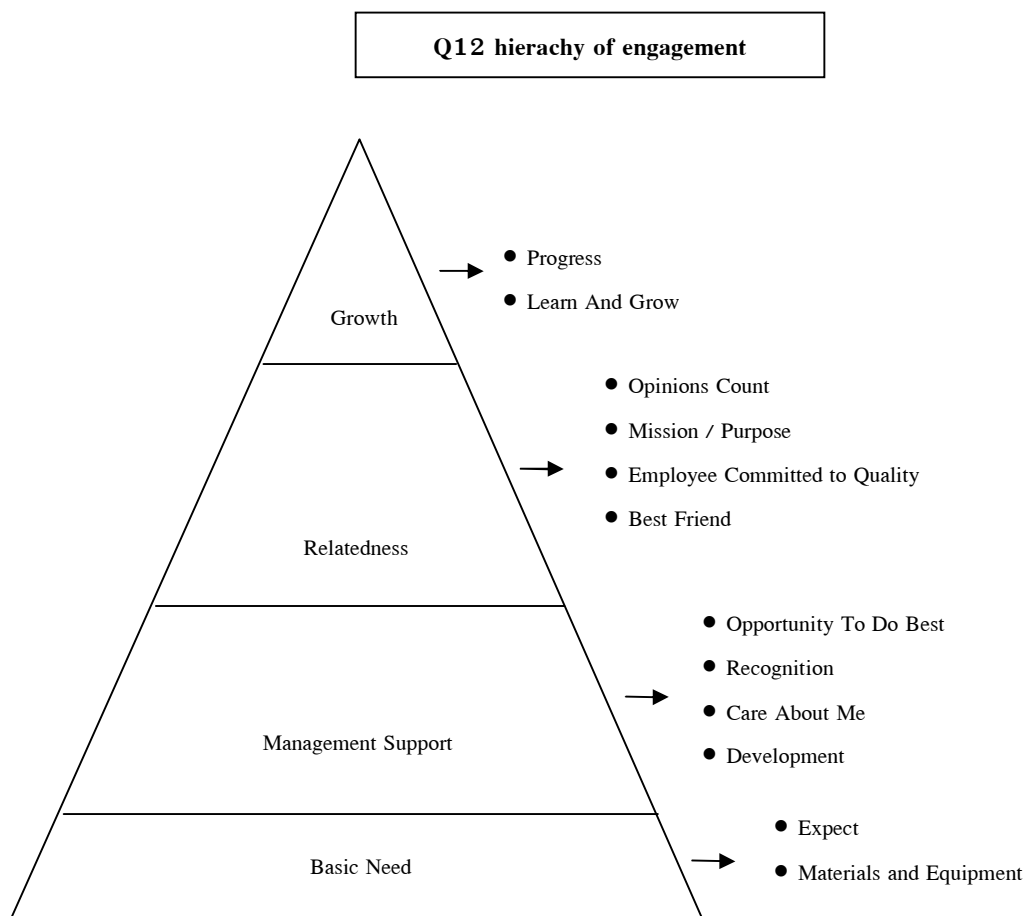 Q12 hierachy of engagement
Growth
• Progress
• Learn And Grow
Relatedness
• Opinions Count
• Mission / Purpose
• Employee Committed to Quality
• Best Friend
Management Support
• Opportunity To Do Best
• Recognition
• Care About Me
• Development
Basic Need
• Expect
• Materials and Equipment